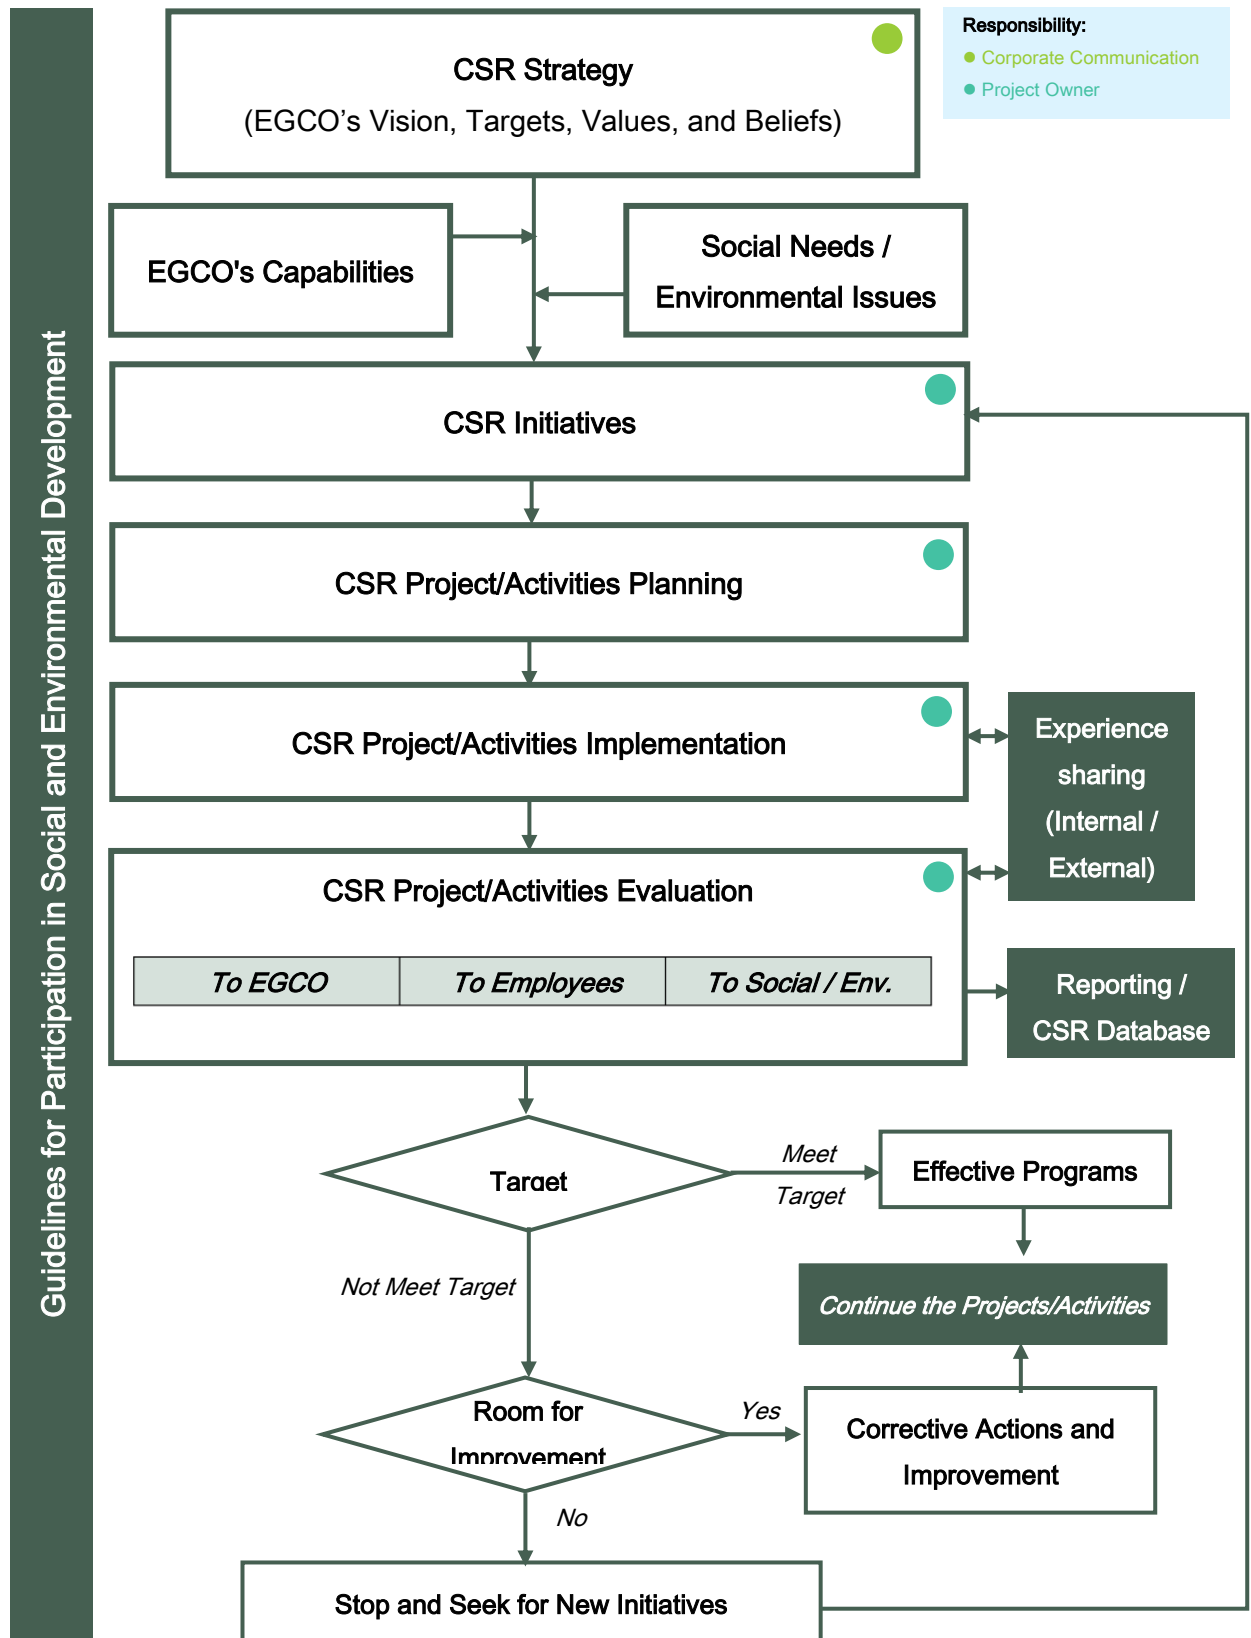 Guidelines for Participation in Social and Environmental Development
Responsibility:
Corporate Communication
Project Owner
CSR Strategy
(EGCO’s Vision, Targets, Values, and Beliefs)
EGCO's Capabilities
Social Needs /
Environmental Issues
CSR Initiatives
CSR Project/Activities Planning
CSR Project/Activities Implementation
Experience
sharing
(Internal /
External)
CSR Project/Activities Evaluation
To EGCO
To Employees
To Social / Env.
Reporting /
CSR Database
Target
Meet
Target
Effective Programs
Not Meet Target
Continue the Projects/Activities
Room for
Improvement
Yes
Corrective Actions and
Improvement
No
Stop and Seek for New Initiatives